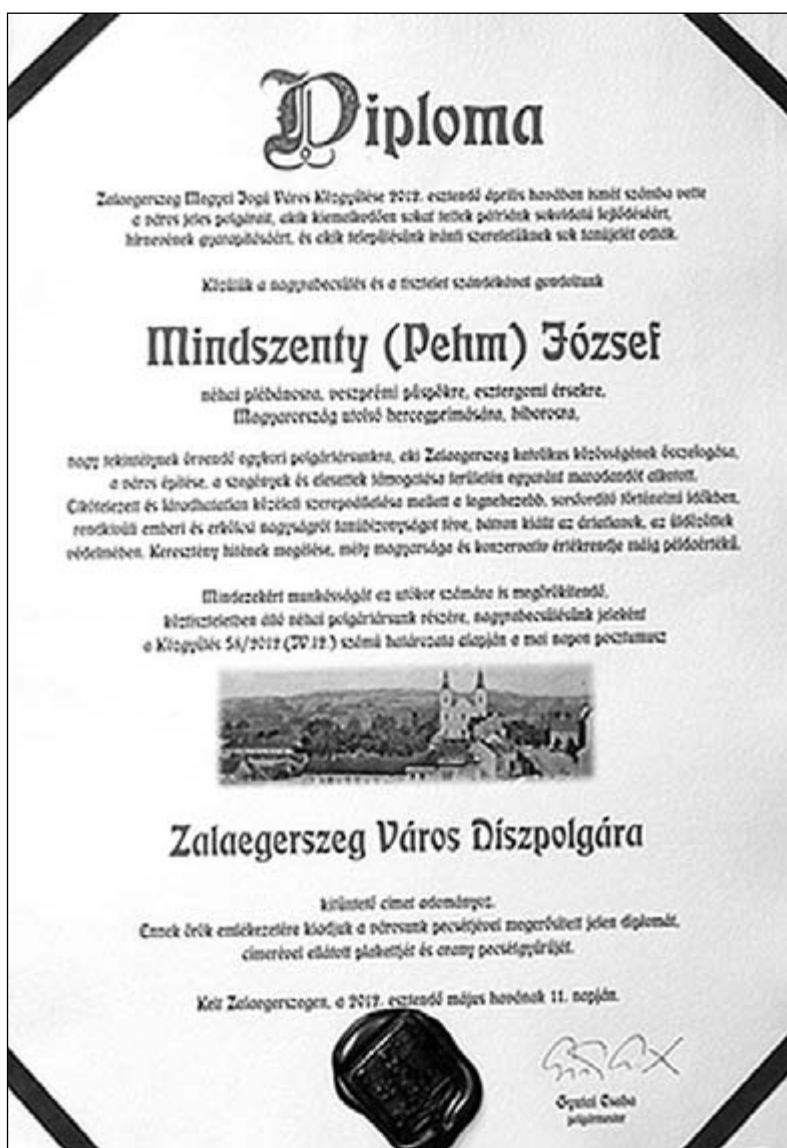 Diploma
Zalaegerszeg Megyei Jogú Város Közgyűlése 2012. esztendő április havában ismét számba vette
a város jeles polgárait, akik kiemelkedően sokat tettek pátriánk sokoldalú fejlődéséért,
hírnevének gyarapításáért, és akik településünk iránti szeretetüknek sok tanújelét adták.
Közülük a nagyrabecsülés és a tisztelet szándékával gondoltunk
Mindszenty (Pehm) József
néhai plébánosra, veszprémi püspökre, esztergomi érsekre,
Magyarország utolsó hercegprímására, bíborosra,
nagy tekintélynek örvendő egykori polgártársunkra, aki Zalaegerszeg katolikus közösségének összefogása,
a város építése, a szegények és elesettek támogatása területén egyaránt maradandót alkotott.
Elkötelezett és fáradhatatlan közéleti szerepvállalása mellett a legnehezebb, sorsfordító történelmi időkben,
rendkívüli emberi és erkölcsi nagyságról tanúbizonyságot téve, bátran kiállt az ártatlanok, az üldözöttek
védelmében. Keresztény hitének megélése, mély magyarsága és konzervatív értékrendje máig példaértékű.
Mindezekért munkásságát az utókor számára is megörökítendő,
köztiszteletben álló néhai polgártársunk részére, nagyrabecsülésünk jeleként
a Közgyűlés 58/2012 (IV.12.) számú határozata alapján a mai napon posztumusz
Zalaegerszeg Város Díszpolgára
kitüntető címet adományoz.
Ennek örök emlékezetére kiadjuk a városunk pecsétjével megerősített jelen diplomát,
címerével ellátott plakettjét és arany pecsétgyűrűjét.
Kelt Zalaegerszegen, a 2012. esztendő május havának 11. napján.
Gyutai Csaba
polgármester